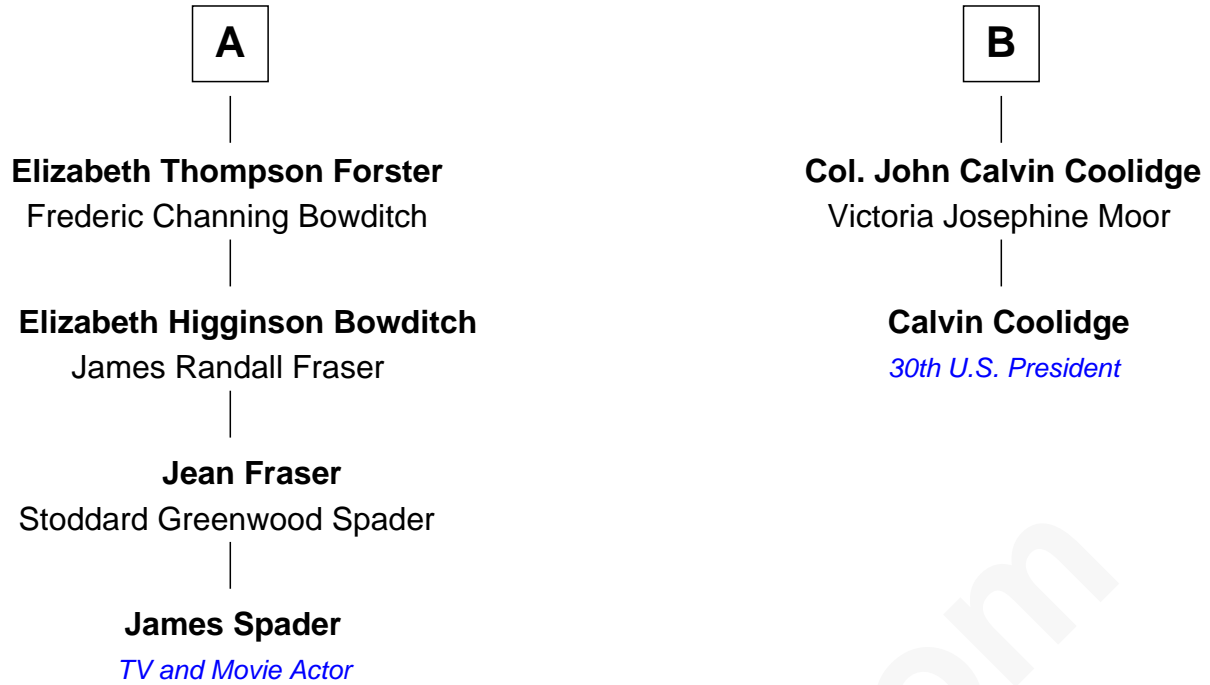 A
Elizabeth Thompson Forster
Frederic Channing Bowditch
Elizabeth Higginson Bowditch
James Randall Fraser
Jean Fraser
Stoddard Greenwood Spader
James Spader
TV and Movie Actor
B
Col. John Calvin Coolidge
Victoria Josephine Moor
Calvin Coolidge
30th U.S. President
om